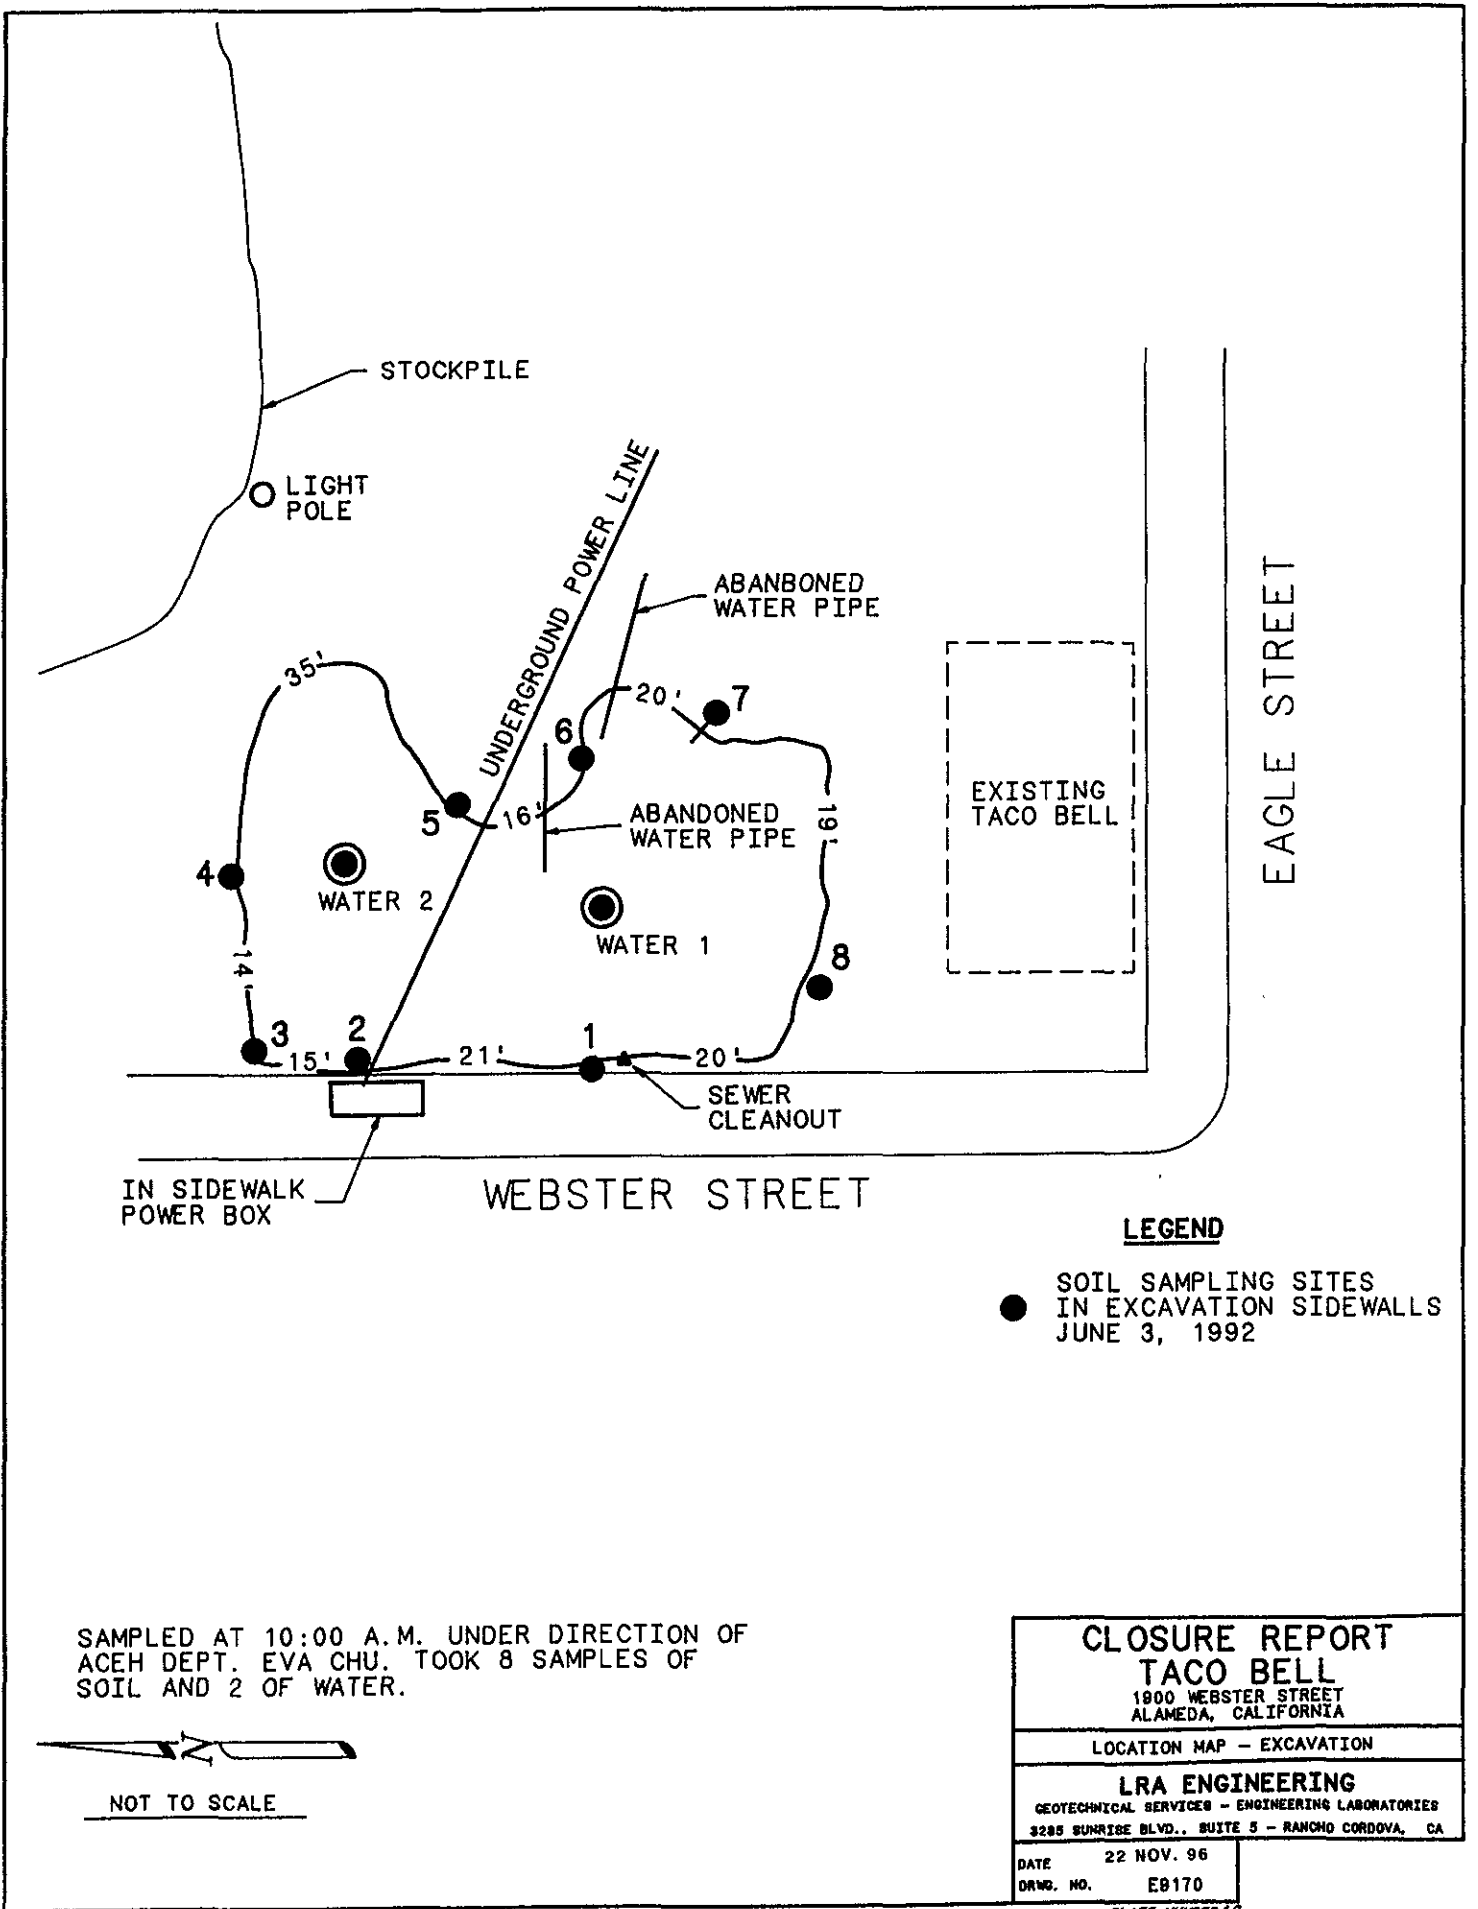 STOCKPILE
LIGHT
POLE
UNDERGROUND POWER LINE
ABANBONED
WATER PIPE
35'
20'
7
6
5
16'
ABANDONED
WATER PIPE
19'
EXISTING
TACO BELL
EAGLE STREET
4
WATER 2
WATER 1
14'
8
3
2
1
15'
21'
20'
SEWER
CLEANOUT
IN SIDEWALK
POWER BOX
WEBSTER STREET
LEGEND
SOIL SAMPLING SITES
IN EXCAVATION SIDEWALLS
JUNE 3, 1992
SAMPLED AT 10:00 A.M. UNDER DIRECTION OF
ACEH DEPT. EVA CHU. TOOK 8 SAMPLES OF
SOIL AND 2 OF WATER.
N
NOT TO SCALE
CLOSURE REPORT
TACO BELL
1900 WEBSTER STREET
ALAMEDA, CALIFORNIA
LOCATION MAP - EXCAVATION
LRA ENGINEERING
GEOTECHNICAL SERVICES - ENGINEERING LABORATORIES
3235 SUNRISE BLVD., SUITE 5 - RANCHO CORDOVA, CA
DATE 22 NOV. 96
DRWG. NO. E9170